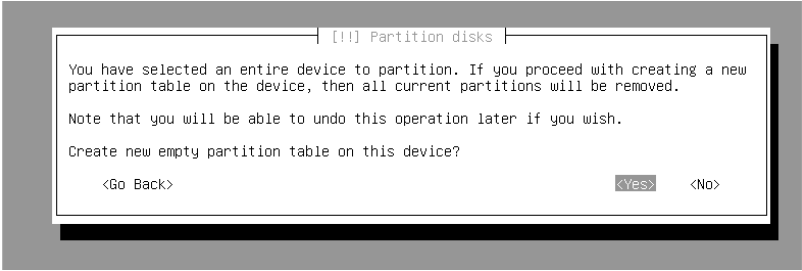 [!!] Partition disks
You have selected an entire device to partition. If you proceed with creating a new
partition table on the device, then all current partitions will be removed.
Note that you will be able to undo this operation later if you wish.
Create new empty partition table on this device?
<Go Back> <Yes> <No>